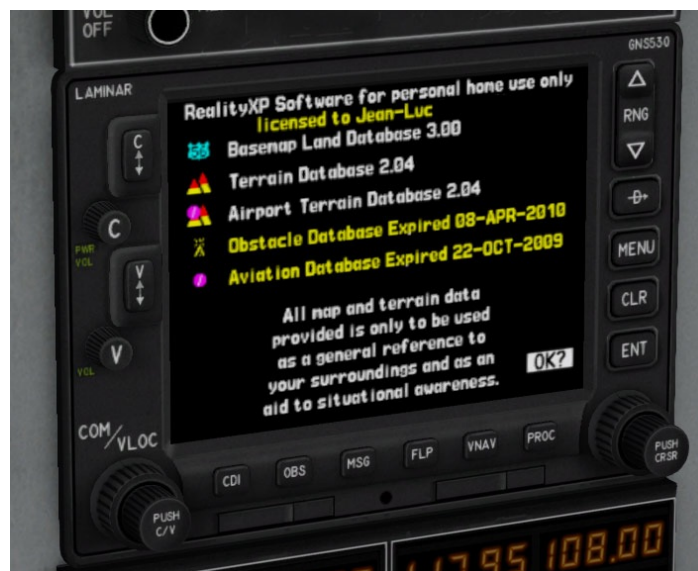 VOL
OFF
GNS530
LAMINAR
RealityXP Software for personal home use only
licensed to Jean-Luc
Basemap Land Database 3.00
Terrain Database 2.04
Airport Terrain Database 2.04
Obstacle Database Expired 08-APR-2010
Aviation Database Expired 22-OCT-2009
All map and terrain data
provided is only to be used
as a general reference to
your surroundings and as an
aid to situational awareness.
OK?
C
C
PWR
VOL
V
V
VOL
COM/VLOC
PUSH
C/V
RNG
D
MENU
CLR
ENT
PUSH
CRSR
CDI
OBS
MSG
FLP
VNAV
PROC
108.00